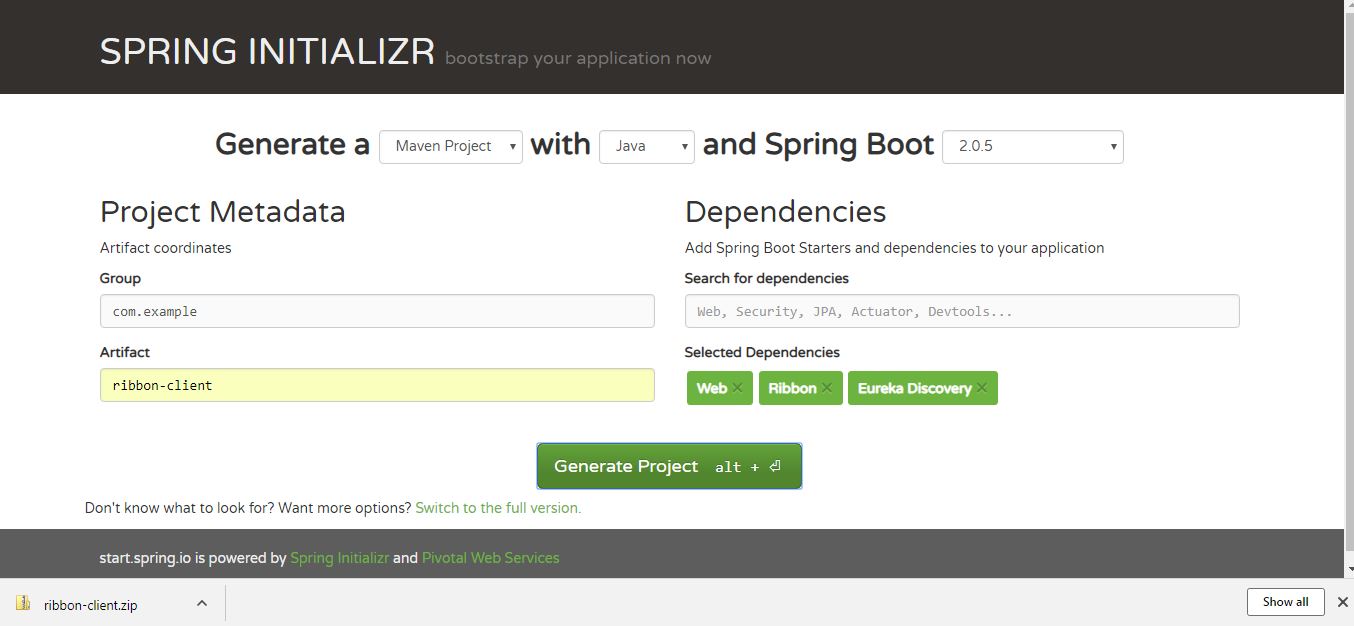 SPRING INITIALIZR bootstrap your application now
Generate a Maven Project with Java and Spring Boot 2.0.5
Project Metadata
Artifact coordinates
Group
com.example
Artifact
ribbon-client
Dependencies
Add Spring Boot Starters and dependencies to your application
Search for dependencies
Web, Security, JPA, Actuator, Devtools...
Selected Dependencies
Web × Ribbon × Eureka Discovery ×
Generate Project alt + ⏎
Don't know what to look for? Want more options? Switch to the full version.
start.spring.io is powered by Spring Initializr and Pivotal Web Services
ribbon-client.zip
Show all